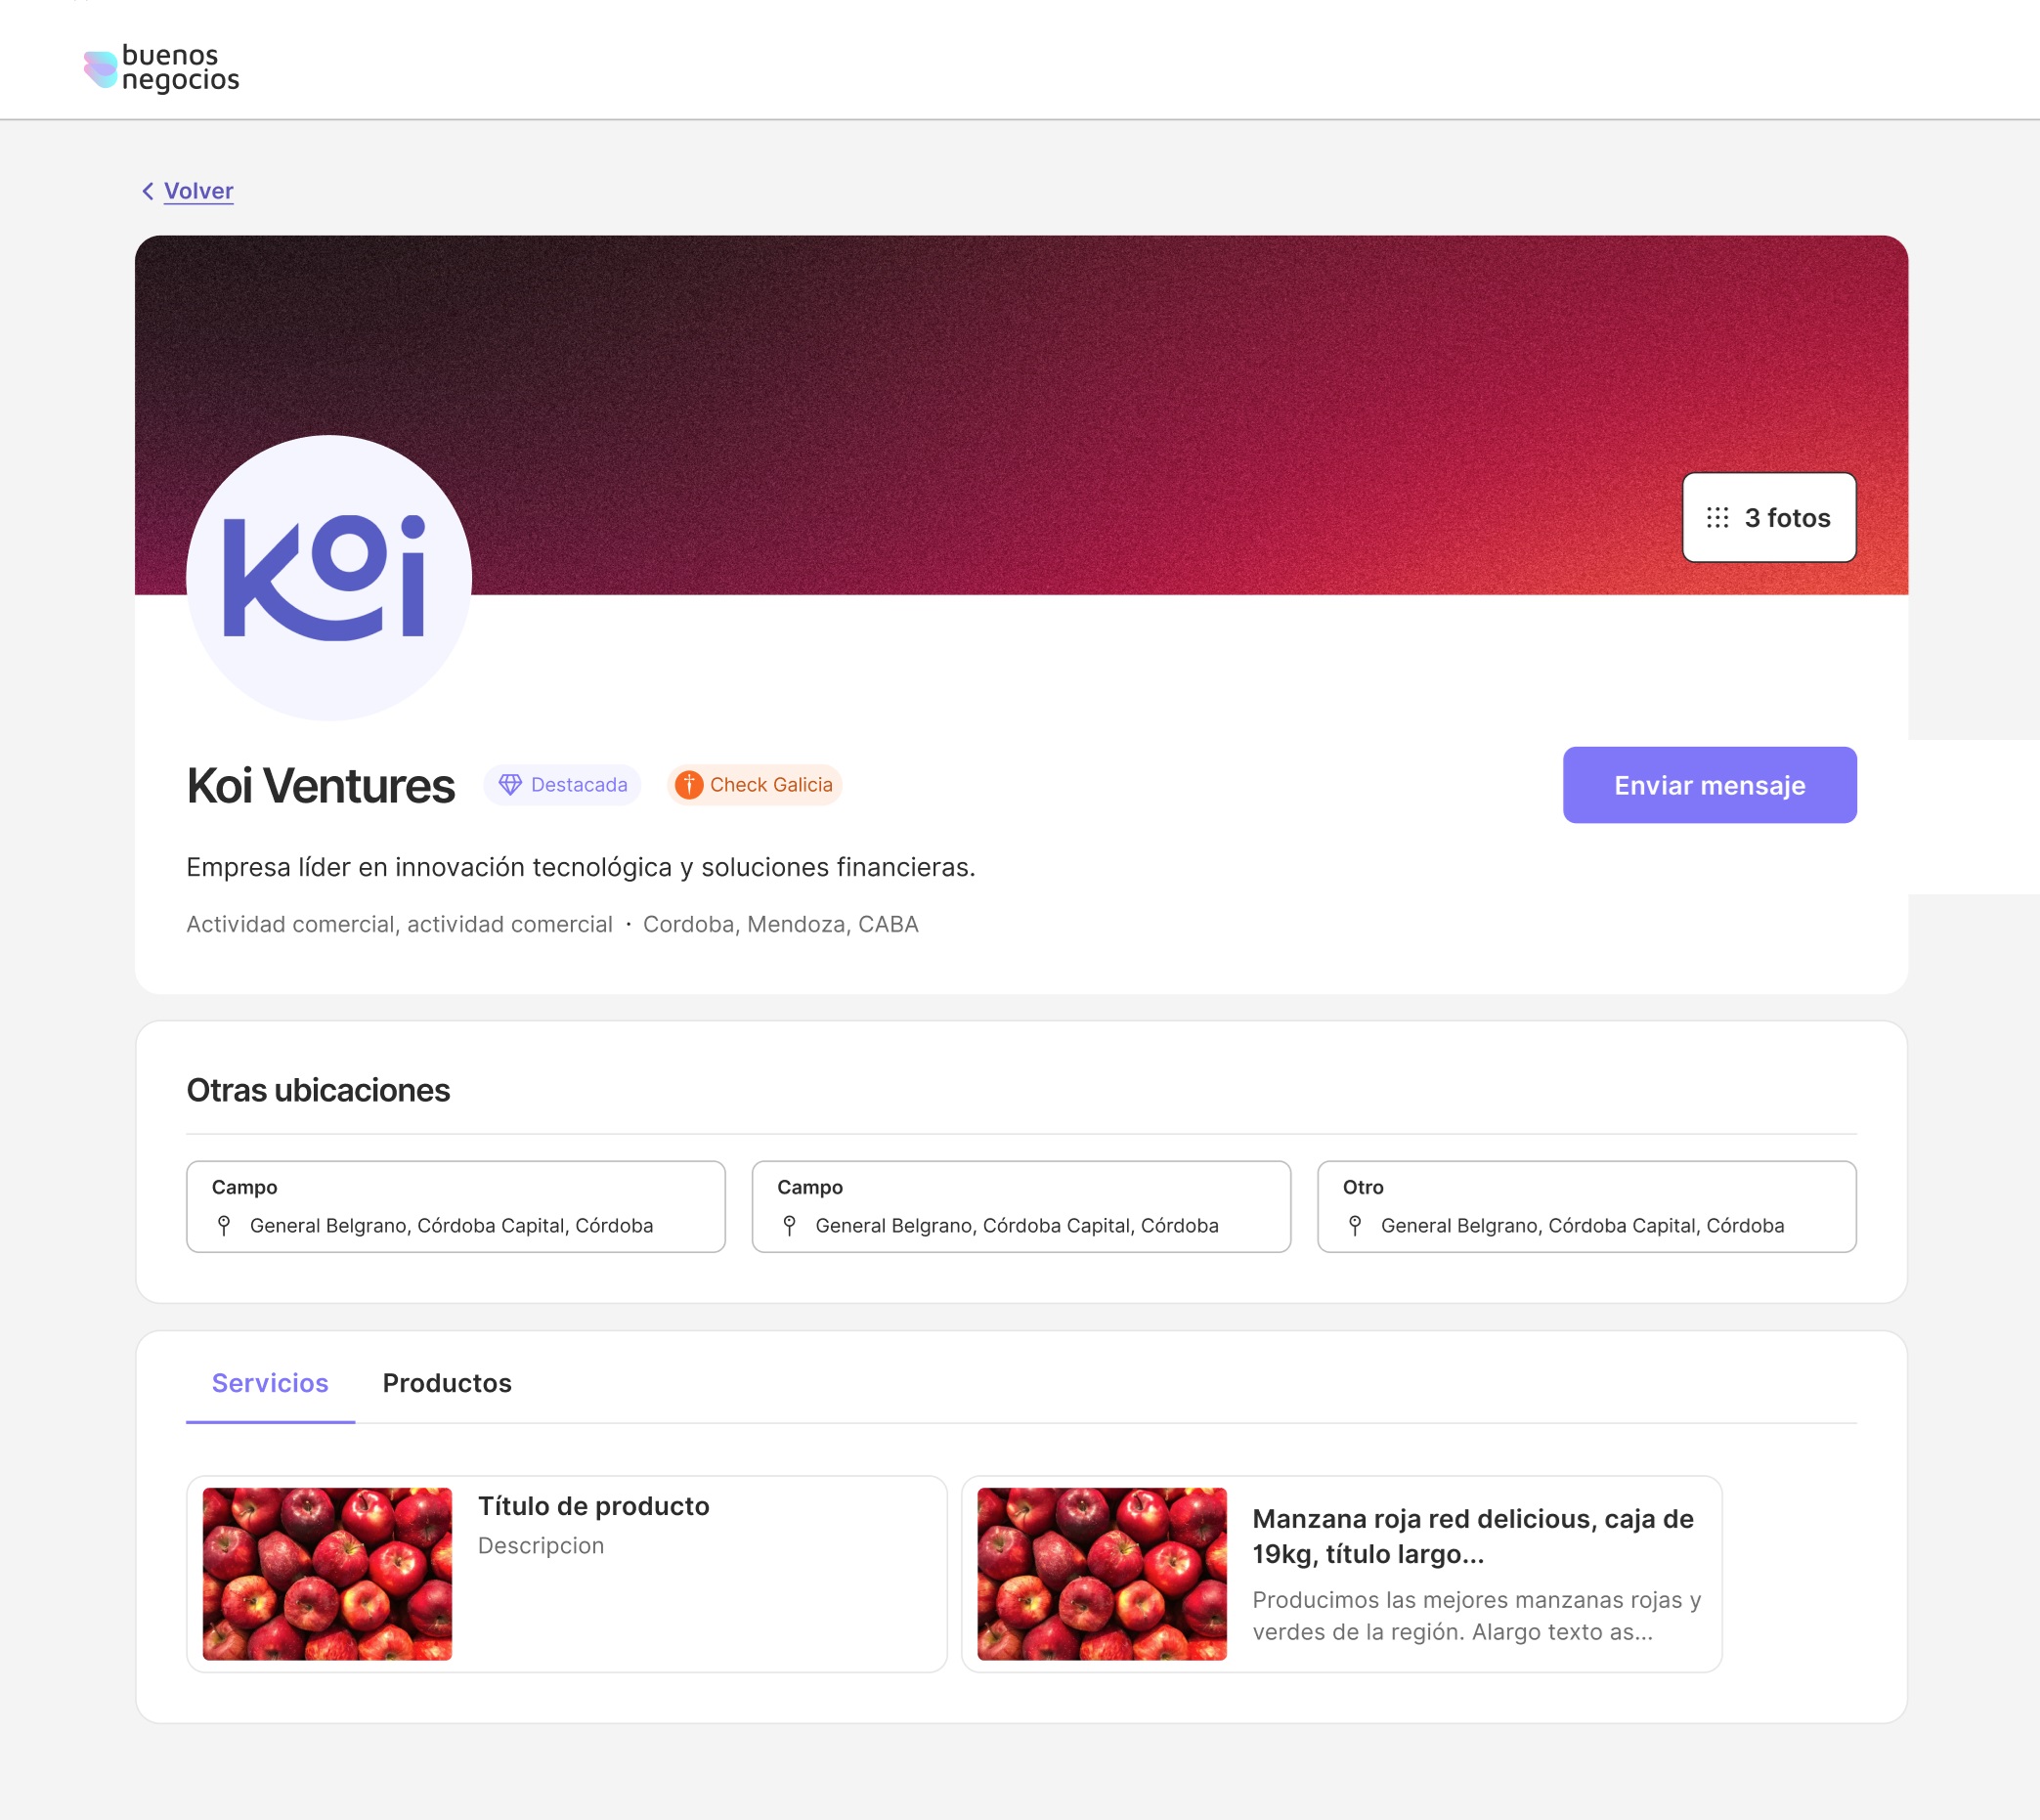 buenos
negocios
Volver
3 fotos
Koi
Koi Ventures
Destacada
Check Galicia
Enviar mensaje
Empresa líder en innovación tecnológica y soluciones financieras.
Actividad comercial, actividad comercial · Cordoba, Mendoza, CABA
Otras ubicaciones
Campo
General Belgrano, Córdoba Capital, Córdoba
Campo
General Belgrano, Córdoba Capital, Córdoba
Otro
General Belgrano, Córdoba Capital, Córdoba
Servicios
Productos
Título de producto
Descripcion
Manzana roja red delicious, caja de
19kg, título largo...
Producimos las mejores manzanas rojas y
verdes de la región. Alargo texto as...